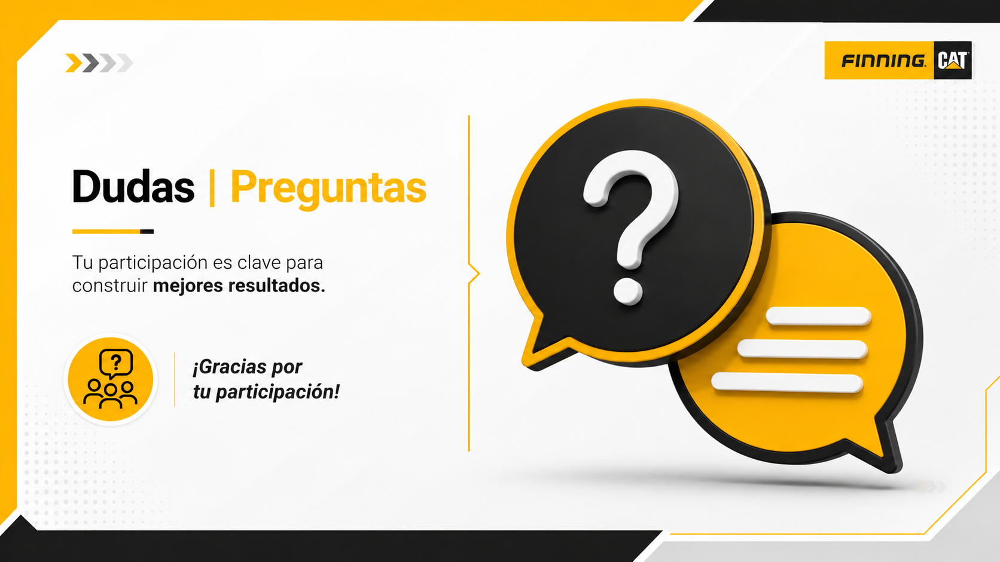 FINNING. CAT
Dudas | Preguntas
Tu participación es clave para
construir mejores resultados.
?
¡Gracias por
tu participación!
?